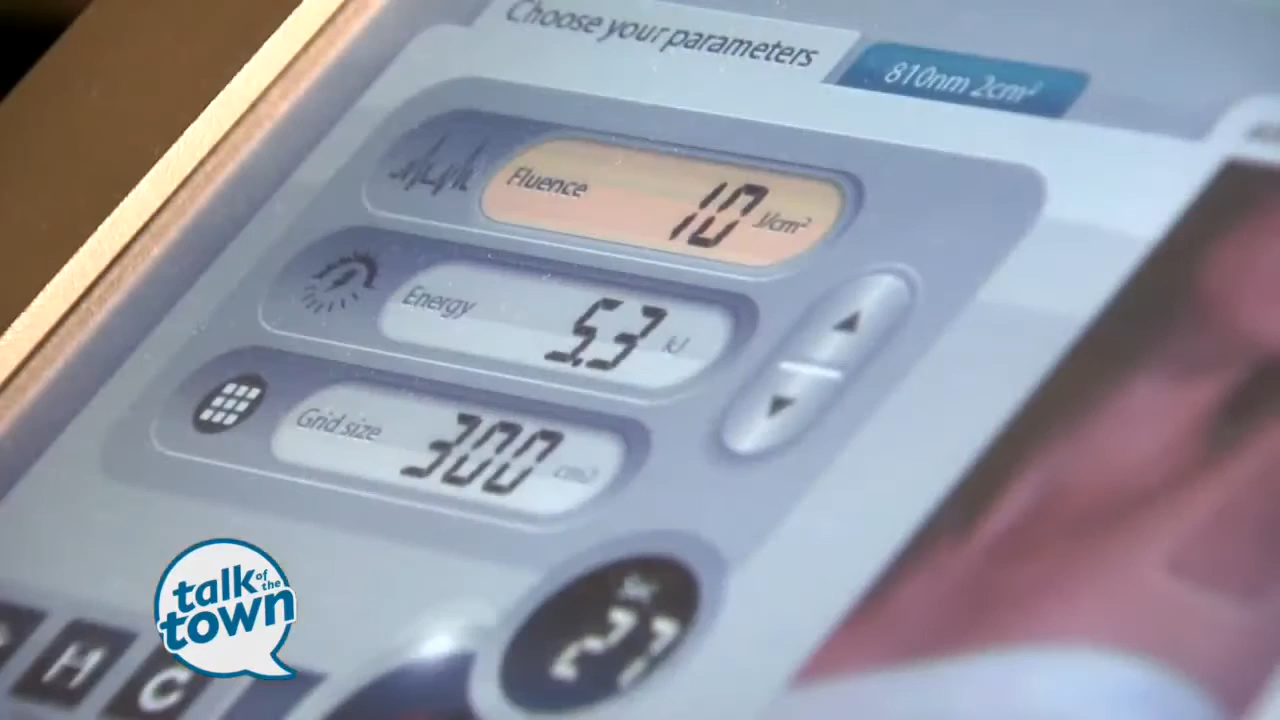 Choose your parameters
810nm 2cm²
Fluence 10 J/cm²
Energy 5.3 kJ
Grid size 300 cm2
27
H C
talk of the town